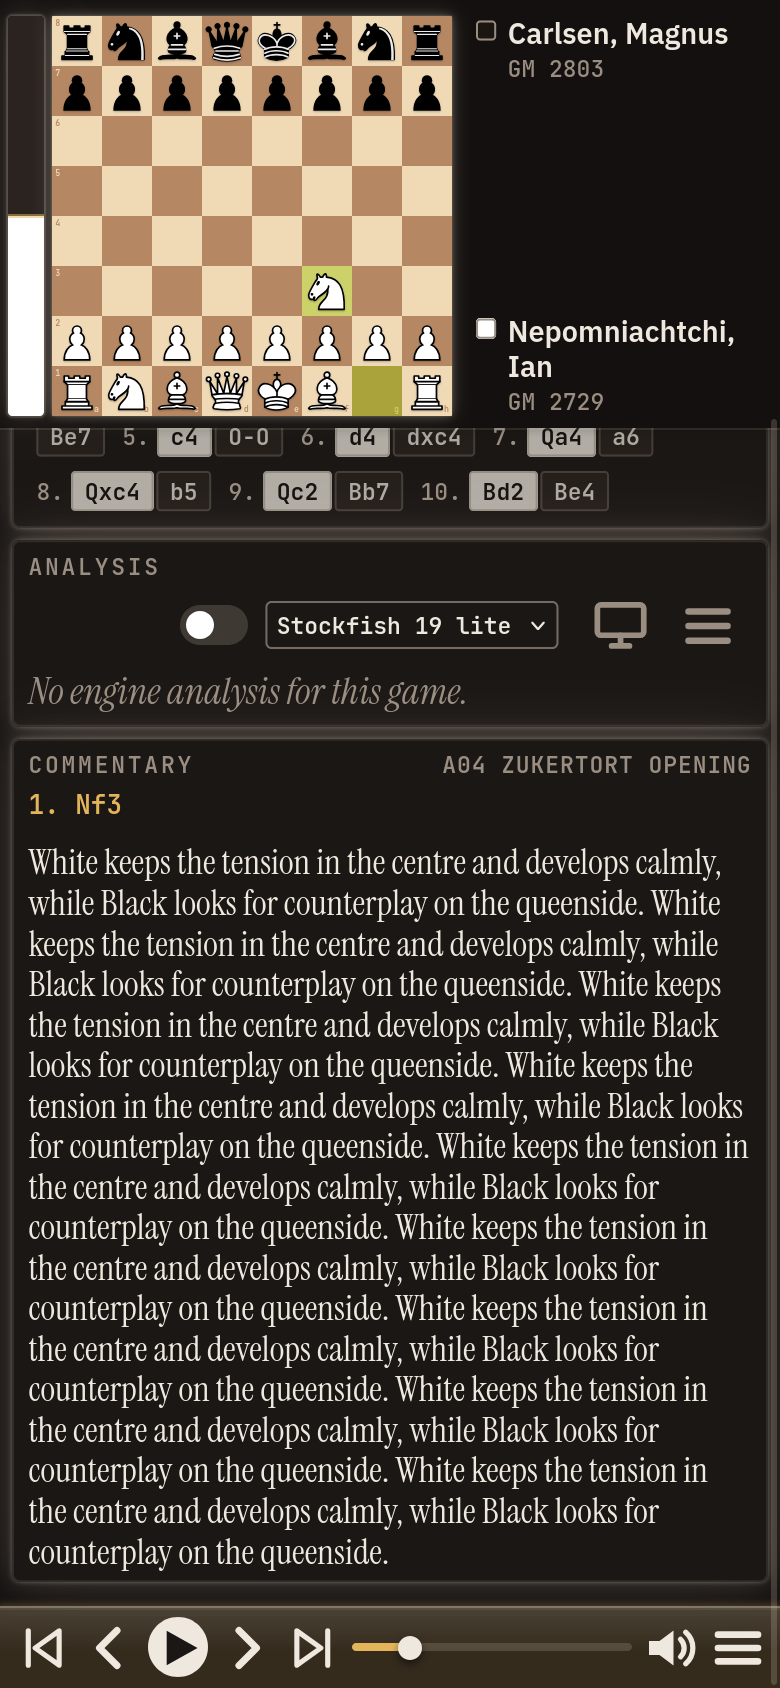 Carlsen, Magnus
GM 2803
8
7
6
5
4
3
2
1
a b c d e f g h
Nepomniachtchi,
Ian
GM 2729
Be7 5. c4 O-O 6. d4 dxc4 7. Qa4 a6
8. Qxc4 b5 9. Qc2 Bb7 10. Bd2 Be4
ANALYSIS
Stockfish 19 lite
No engine analysis for this game.
COMMENTARY A04 ZUKERTORT OPENING
1. Nf3
White keeps the tension in the centre and develops calmly,
while Black looks for counterplay on the queenside. White
keeps the tension in the centre and develops calmly, while
Black looks for counterplay on the queenside. White keeps
the tension in the centre and develops calmly, while Black
looks for counterplay on the queenside. White keeps the
tension in the centre and develops calmly, while Black looks
for counterplay on the queenside. White keeps the tension in
the centre and develops calmly, while Black looks for
counterplay on the queenside. White keeps the tension in
the centre and develops calmly, while Black looks for
counterplay on the queenside. White keeps the tension in
the centre and develops calmly, while Black looks for
counterplay on the queenside. White keeps the tension in
the centre and develops calmly, while Black looks for
counterplay on the queenside. White keeps the tension in
the centre and develops calmly, while Black looks for
counterplay on the queenside.